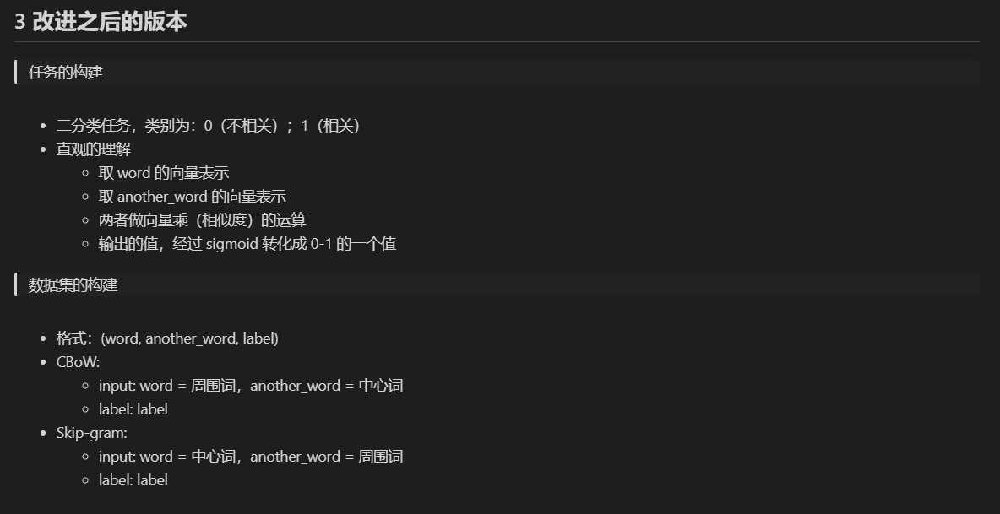 3 改进之后的版本
任务的构建
二分类任务，类别为：0（不相关）；1（相关）
直观的理解
取 word 的向量表示
取 another_word 的向量表示
两者做向量乘（相似度）的运算
输出的值，经过 sigmoid 转化成 0-1 的一个值
数据集的构建
格式：(word, another_word, label)
CBoW:
input: word = 周围词，another_word = 中心词
label: label
Skip-gram:
input: word = 中心词，another_word = 周围词
label: label